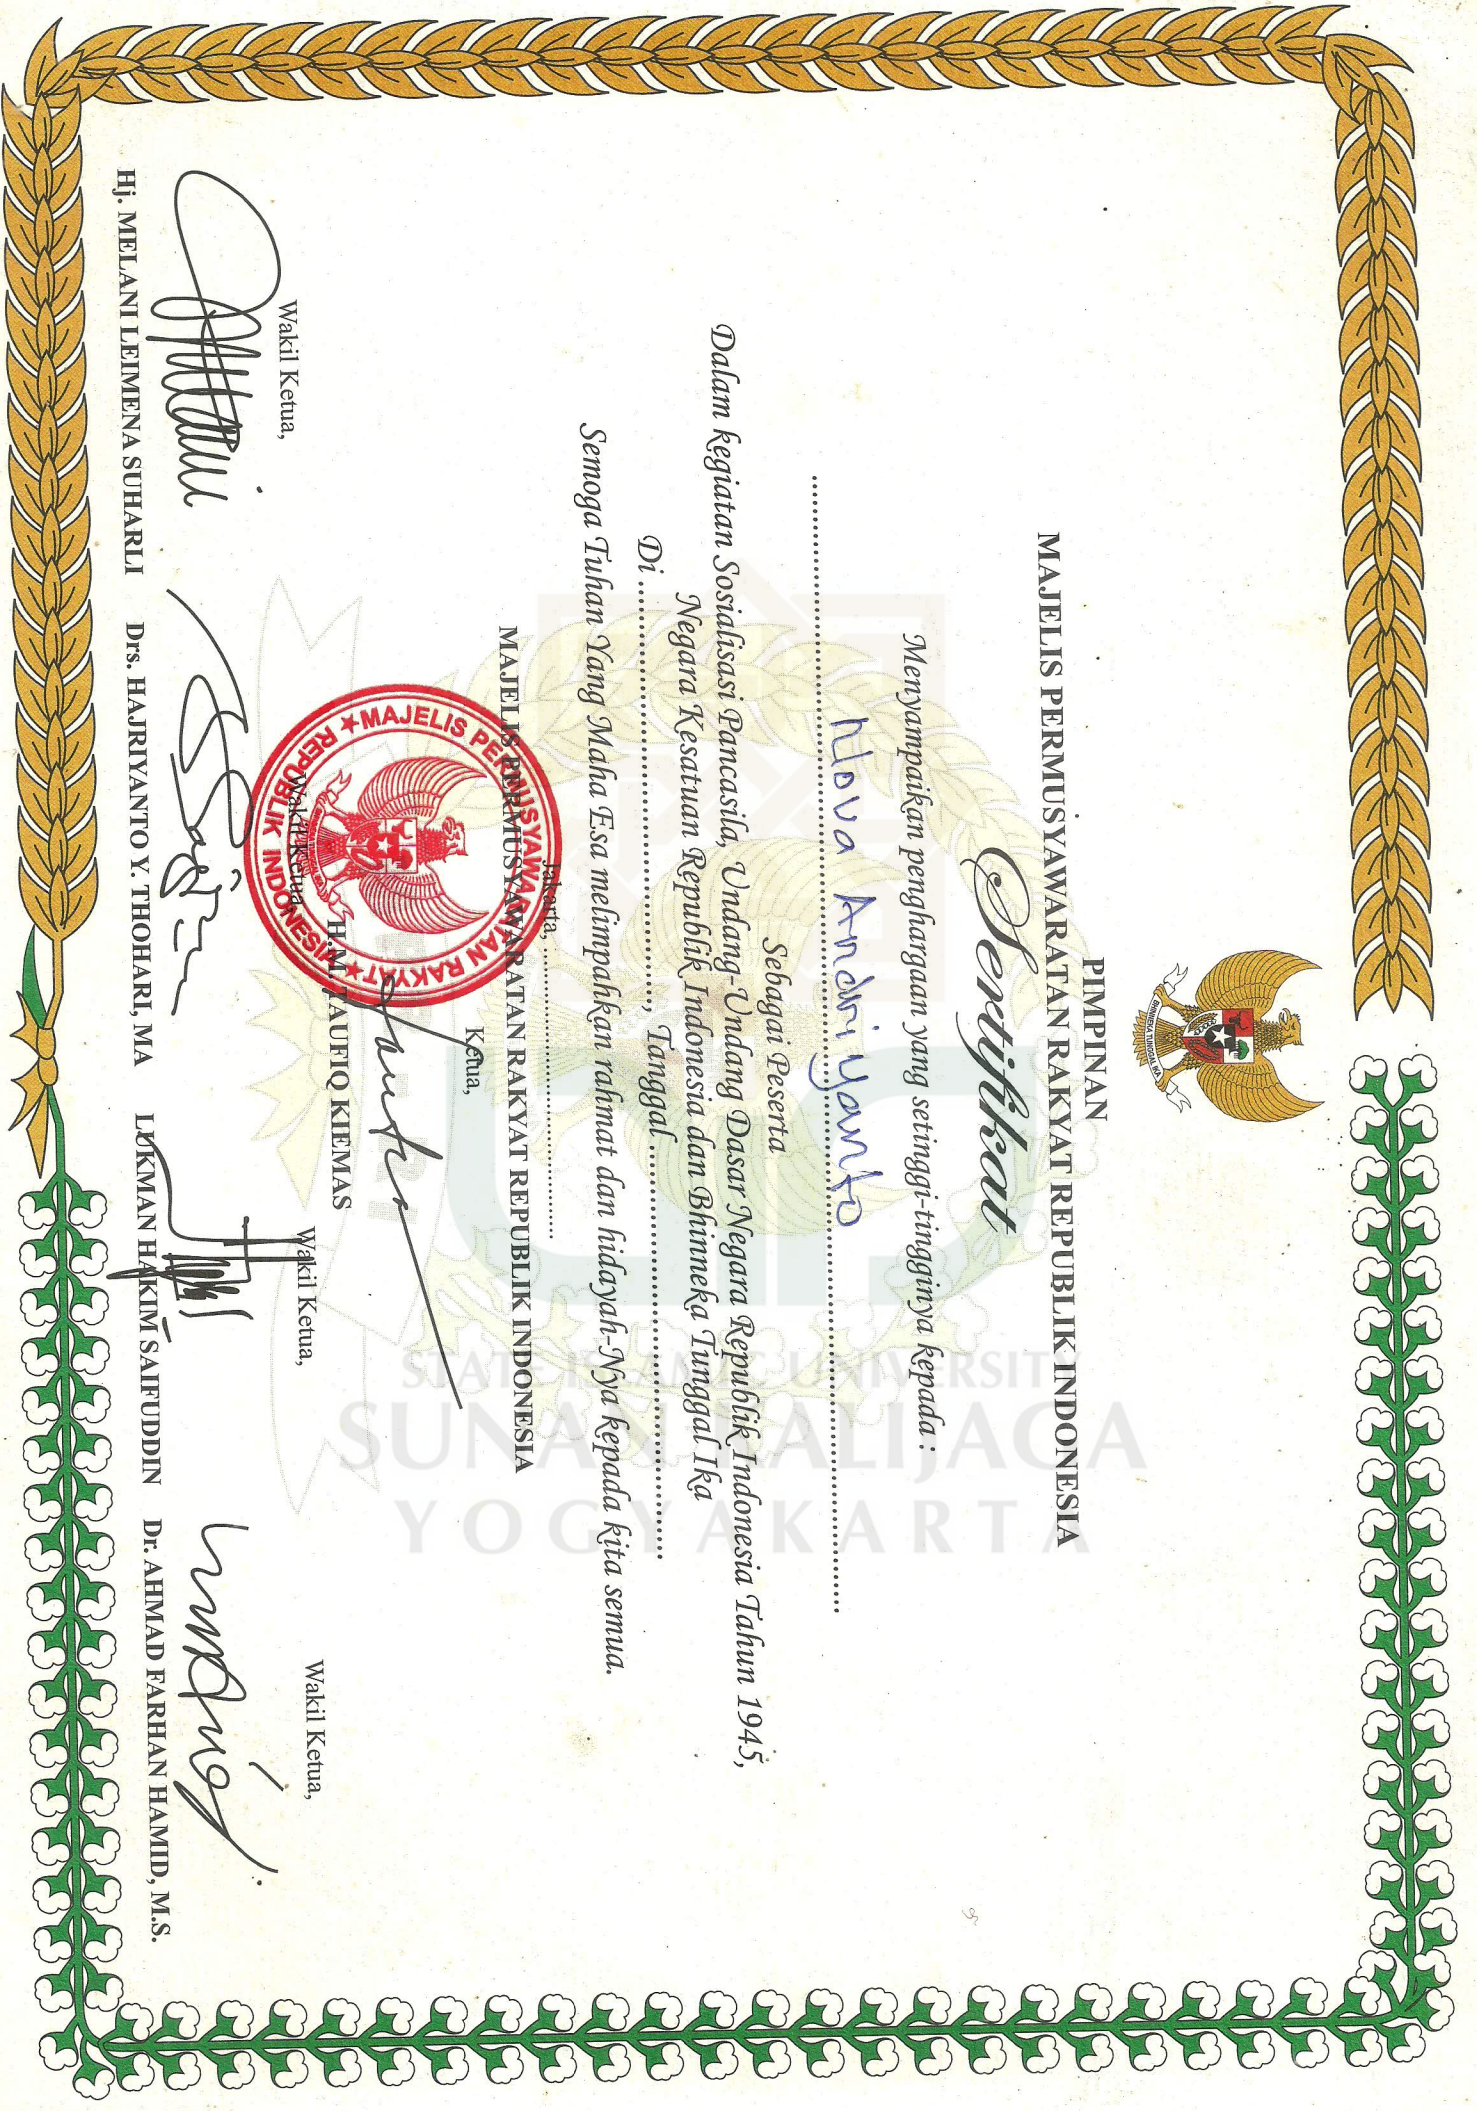 BHINNEKA TUNGGAL IKA
PIMPINAN
MAJELIS PERMUSYAWARATAN RAKYAT REPUBLIK INDONESIA
Sertifikat
Menyampaikan penghargaan yang setinggi-tingginya kepada :
Nova Andri Yanto
Sebagai Peserta
Dalam kegiatan Sosialisasi Pancasila, Undang-Undang Dasar Negara Republik Indonesia Tahun 1945,
Negara Kesatuan Republik Indonesia dan Bhinneka Tunggal Ika
Di ........................................, Tanggal ........................................
Semoga Tuhan Yang Maha Esa melimpahkan rahmat dan hidayah-Nya kepada kita semua.
Jakarta, ........................................
MAJELIS PERMUSYAWARATAN RAKYAT REPUBLIK INDONESIA
Ketua,
MAJELIS PERMUSYAWARATAN RAKYAT
REPUBLIK INDONESIA
H.M. TAUFIQ KIEMAS
Wakil Ketua, Wakil Ketua, Wakil Ketua, Wakil Ketua,
Hj. MELANI LEIMENA SUHARLI Drs. HAJRIYANTO Y. THOHARI, MA LUKMAN HAKIM SAIFUDDIN Dr. AHMAD FARHAN HAMID, M.S.
STATE ISLAMIC UNIVERSITY
SUNAN KALIJAGA
YOGYAKARTA